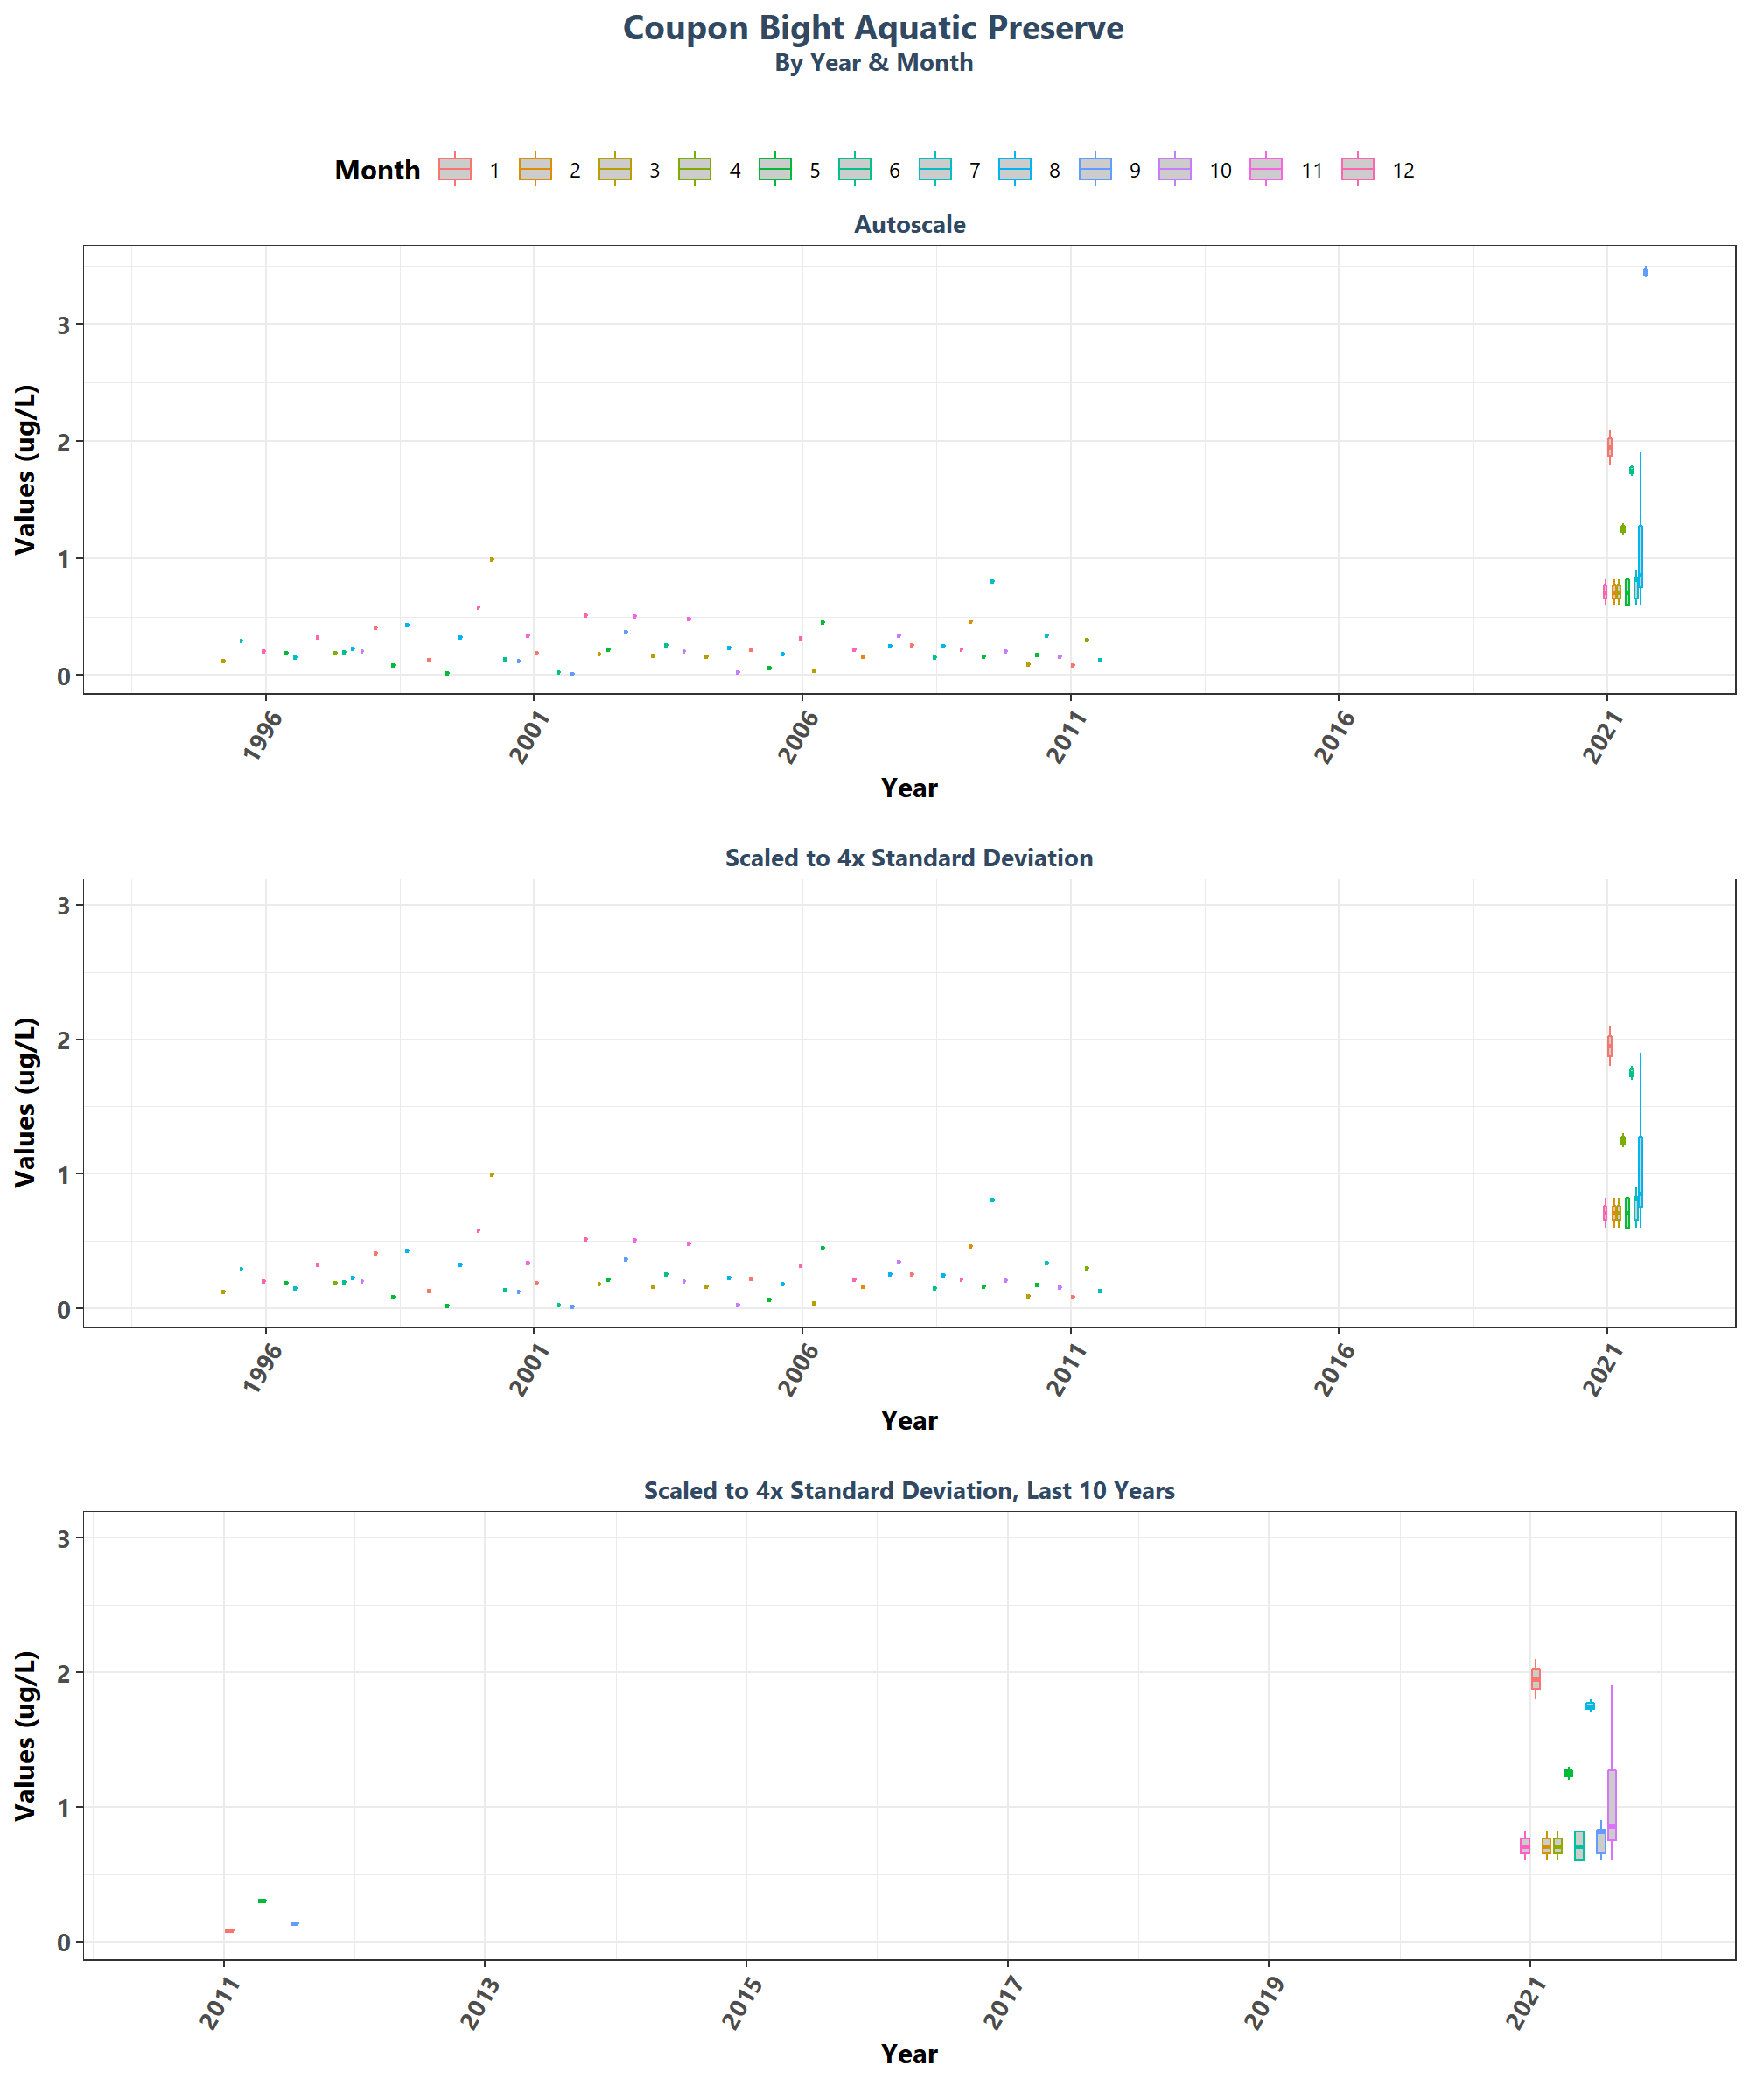 Coupon Bight Aquatic Preserve
By Year & Month
Month 1 2 3 4 5 6 7 8 9 10 11 12
Autoscale
Values (ug/L)
3
2
1
0
1996 2001 2006 2011 2016 2021
Year
Scaled to 4x Standard Deviation
Values (ug/L)
3
2
1
0
1996 2001 2006 2011 2016 2021
Year
Scaled to 4x Standard Deviation, Last 10 Years
Values (ug/L)
3
2
1
0
2011 2013 2015 2017 2019 2021
Year